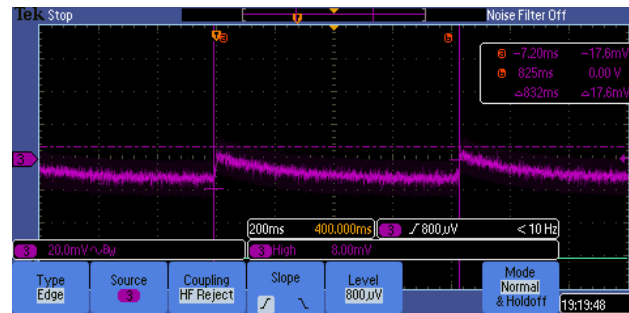 Tek Stop
Noise Filter Off
a
b
a -7.20ms -17.6mV
b 825ms 0.00 V
△832ms △17.6mV
3
200ms 400.000ms
3 800µV <10 Hz
3 20.0mV BW
3 High 8.00mV
Type
Edge
Source
3
Coupling
HF Reject
Slope
Level
800µV
Mode
Normal
& Holdoff
19:19:48